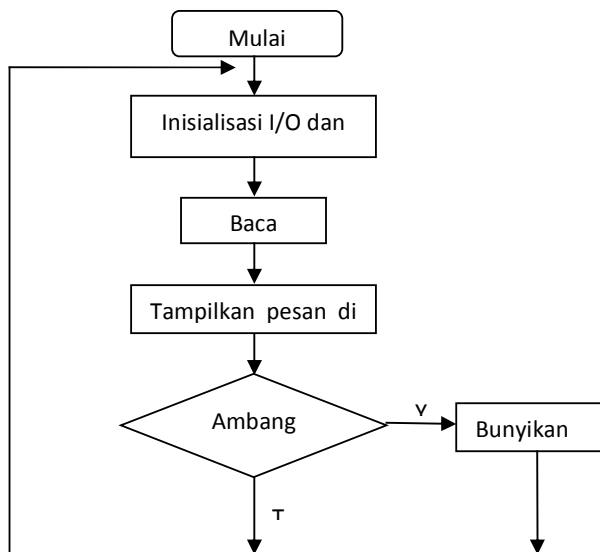 Mulai
Inisialisasi I/O dan
Baca
Tampilkan pesan di
Ambang
Y
Bunyikan
T